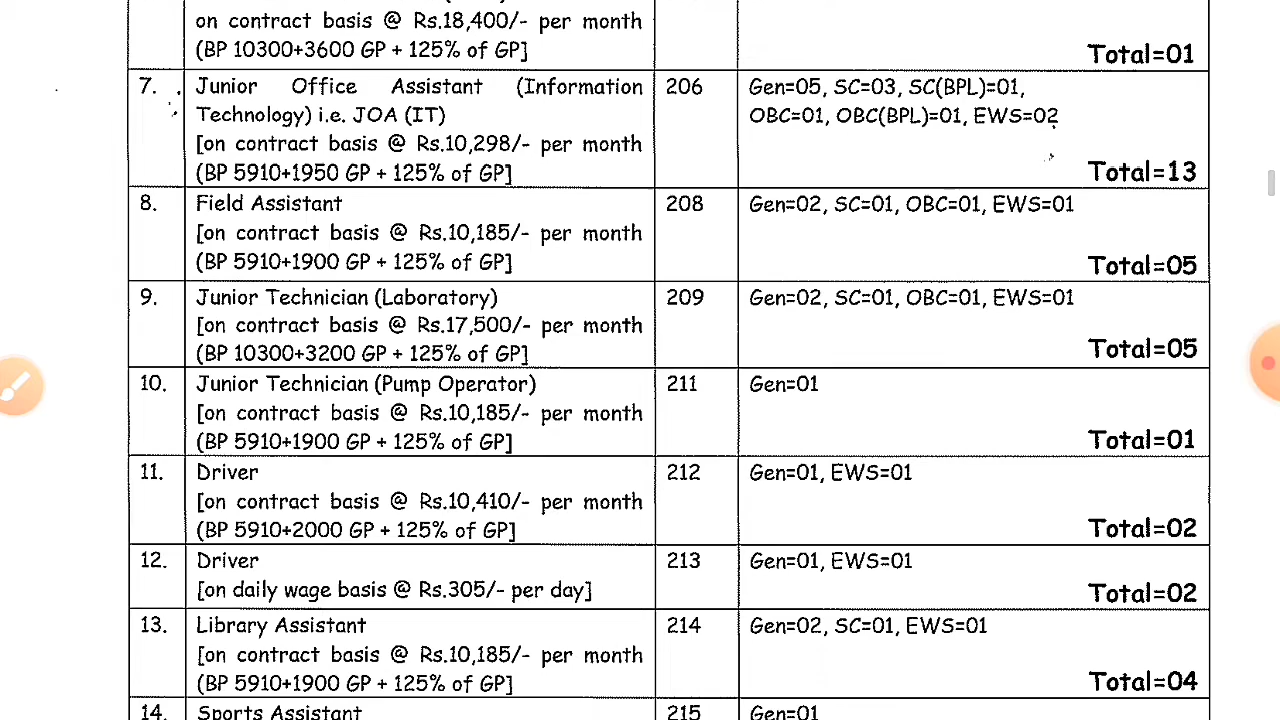 on contract basis @ Rs.18,400/- per month
(BP 10300+3600 GP + 125% of GP]
Total=01
7. Junior Office Assistant (Information 206 Gen=05, SC=03, SC(BPL)=01,
Technology) i.e. JOA (IT) OBC=01, OBC(BPL)=01, EWS=02
[on contract basis @ Rs.10,298/- per month
(BP 5910+1950 GP + 125% of GP] Total=13
8. Field Assistant 208 Gen=02, SC=01, OBC=01, EWS=01
[on contract basis @ Rs.10,185/- per month
(BP 5910+1900 GP + 125% of GP] Total=05
9. Junior Technician (Laboratory) 209 Gen=02, SC=01, OBC=01, EWS=01
[on contract basis @ Rs.17,500/- per month
(BP 10300+3200 GP + 125% of GP] Total=05
10. Junior Technician (Pump Operator) 211 Gen=01
[on contract basis @ Rs.10,185/- per month
(BP 5910+1900 GP + 125% of GP] Total=01
11. Driver 212 Gen=01, EWS=01
[on contract basis @ Rs.10,410/- per month
(BP 5910+2000 GP + 125% of GP] Total=02
12. Driver 213 Gen=01, EWS=01
[on daily wage basis @ Rs.305/- per day] Total=02
13. Library Assistant 214 Gen=02, SC=01, EWS=01
[on contract basis @ Rs.10,185/- per month
(BP 5910+1900 GP + 125% of GP] Total=04
14. Sports Assistant 215 Gen=01